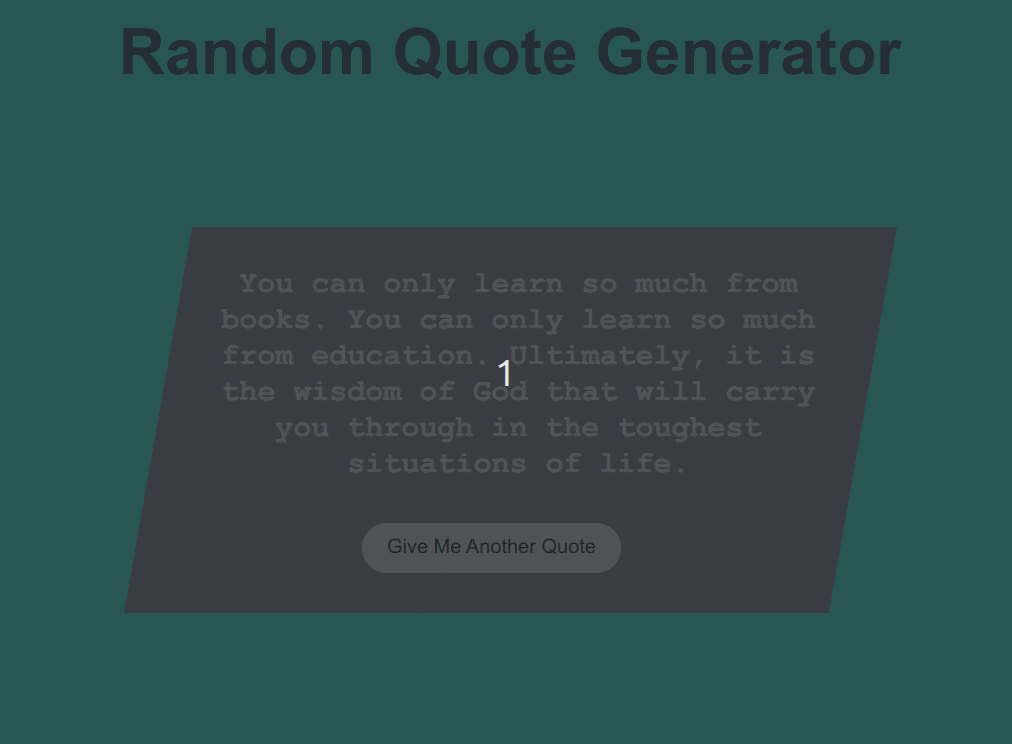 Random Quote Generator
You can only learn so much from
books. You can only learn so much
from education. Ultimately, it is
1
the wisdom of God that will carry
you through in the toughest
situations of life.
Give Me Another Quote